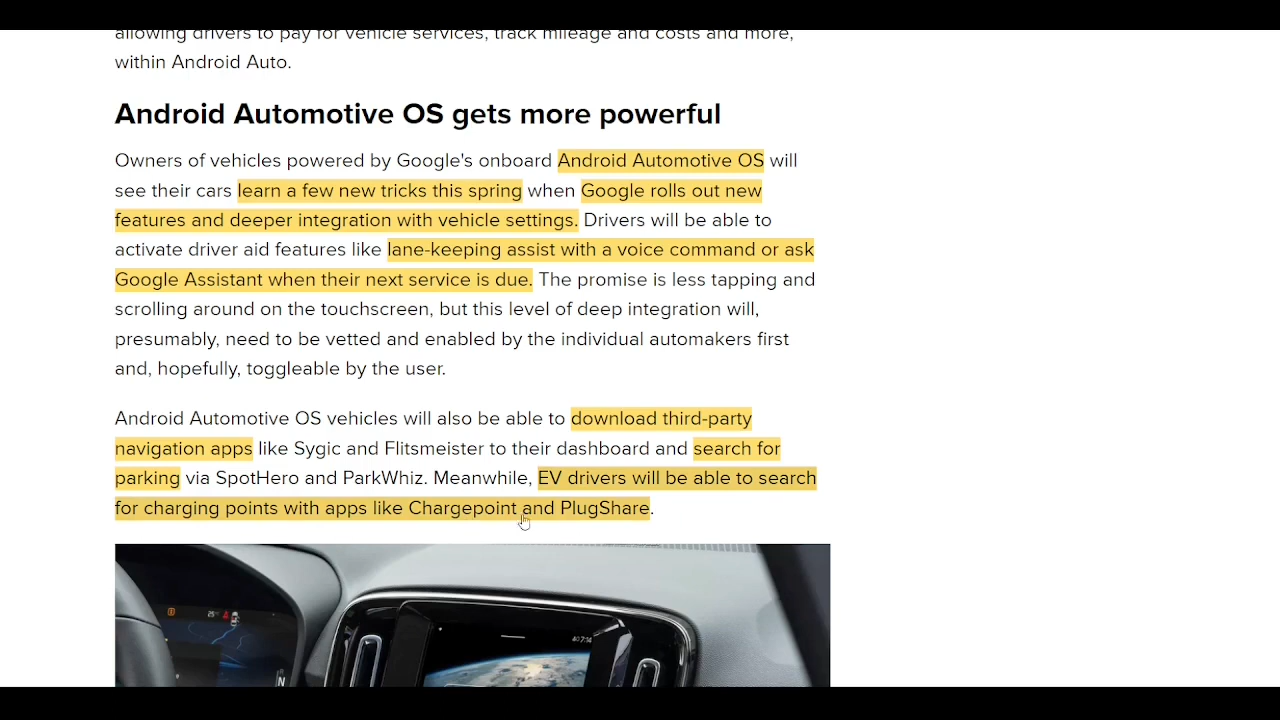 allowing drivers to pay for vehicle services, track mileage and costs and more,
within Android Auto.
Android Automotive OS gets more powerful
Owners of vehicles powered by Google's onboard Android Automotive OS will
see their cars learn a few new tricks this spring when Google rolls out new
features and deeper integration with vehicle settings. Drivers will be able to
activate driver aid features like lane-keeping assist with a voice command or ask
Google Assistant when their next service is due. The promise is less tapping and
scrolling around on the touchscreen, but this level of deep integration will,
presumably, need to be vetted and enabled by the individual automakers first
and, hopefully, toggleable by the user.
Android Automotive OS vehicles will also be able to download third-party
navigation apps like Sygic and Flitsmeister to their dashboard and search for
parking via SpotHero and ParkWhiz. Meanwhile, EV drivers will be able to search
for charging points with apps like Chargepoint and PlugShare.
N